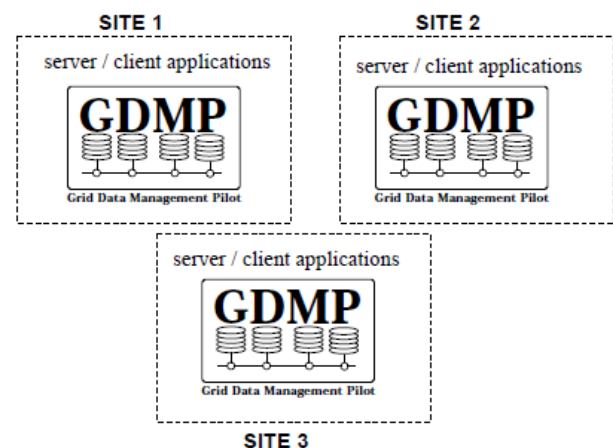 SITE 1
server / client applications
GDMP
Grid Data Management Pilot
SITE 2
server / client applications
GDMP
Grid Data Management Pilot
server / client applications
GDMP
Grid Data Management Pilot
SITE 3